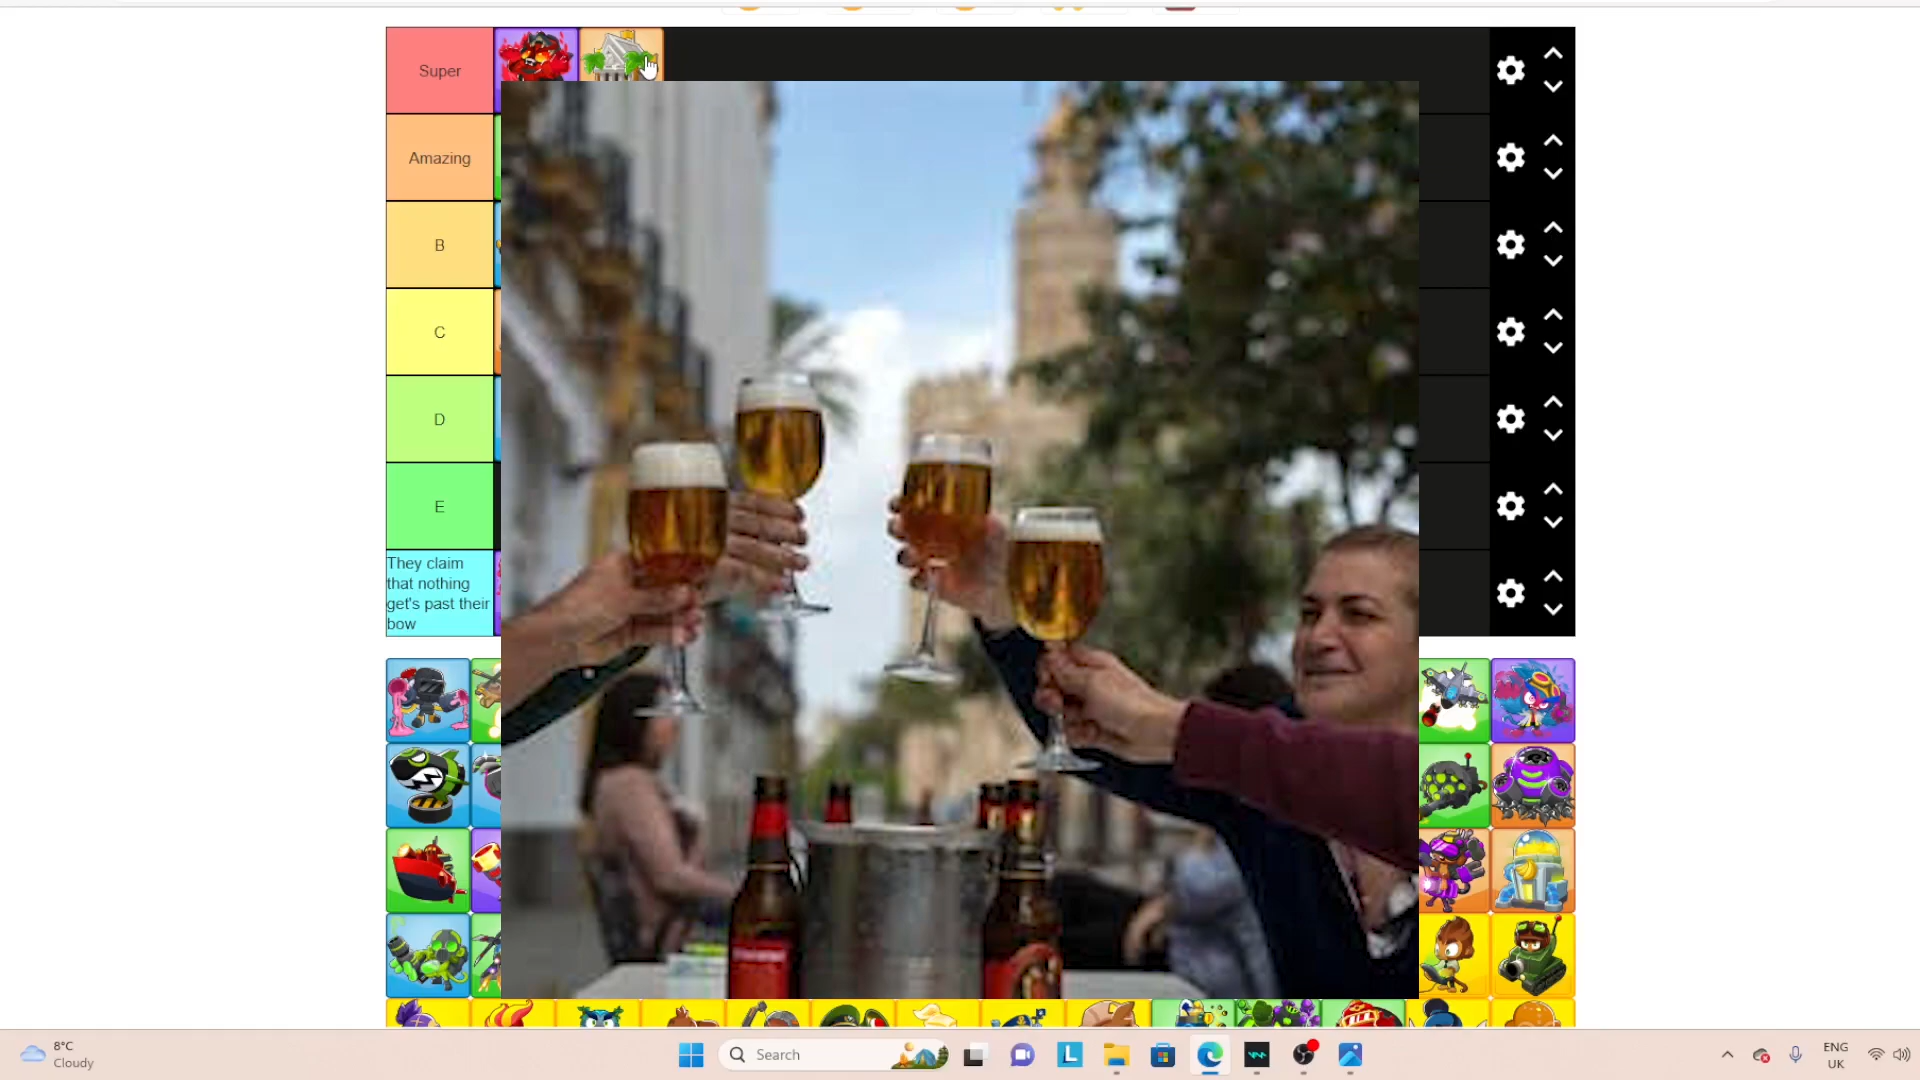 Super
Amazing
B
C
D
E
They claim
that nothing
get's past their
bow
8°C
Cloudy
Search
ENG
UK